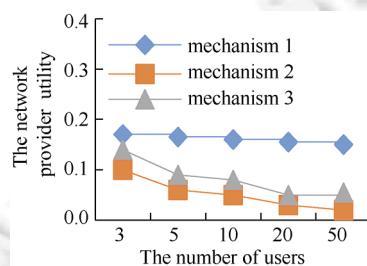 The network
provider utility
0.4
0.3
0.2
0.1
0.0
mechanism 1
mechanism 2
mechanism 3
3 5 10 20 50
The number of users